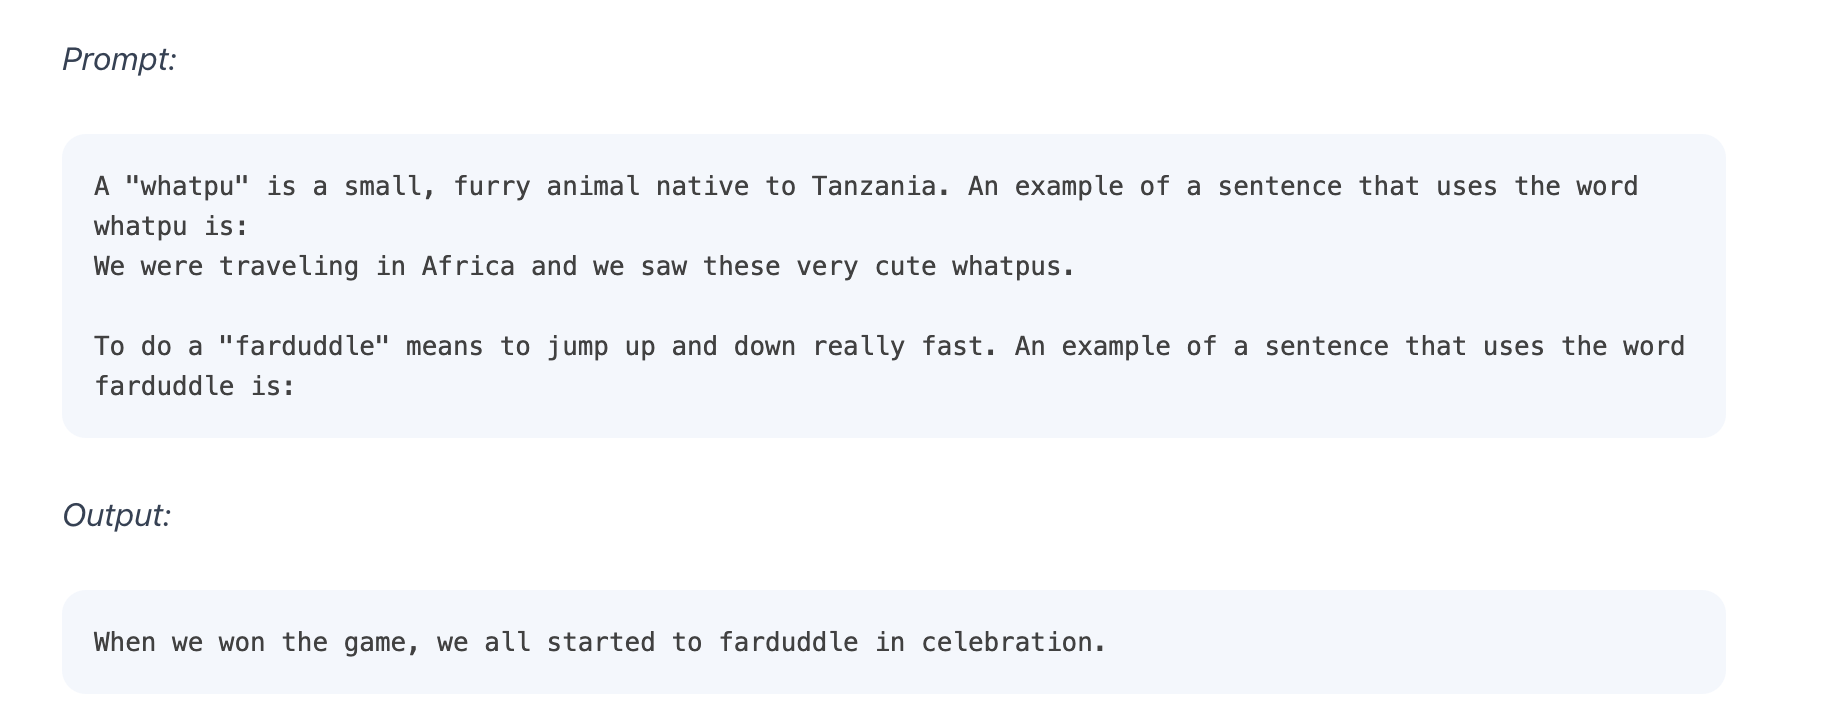 Prompt:
A "whatpu" is a small, furry animal native to Tanzania. An example of a sentence that uses the word
whatpu is:
We were traveling in Africa and we saw these very cute whatpus.
To do a "farduddle" means to jump up and down really fast. An example of a sentence that uses the word
farduddle is:
Output:
When we won the game, we all started to farduddle in celebration.